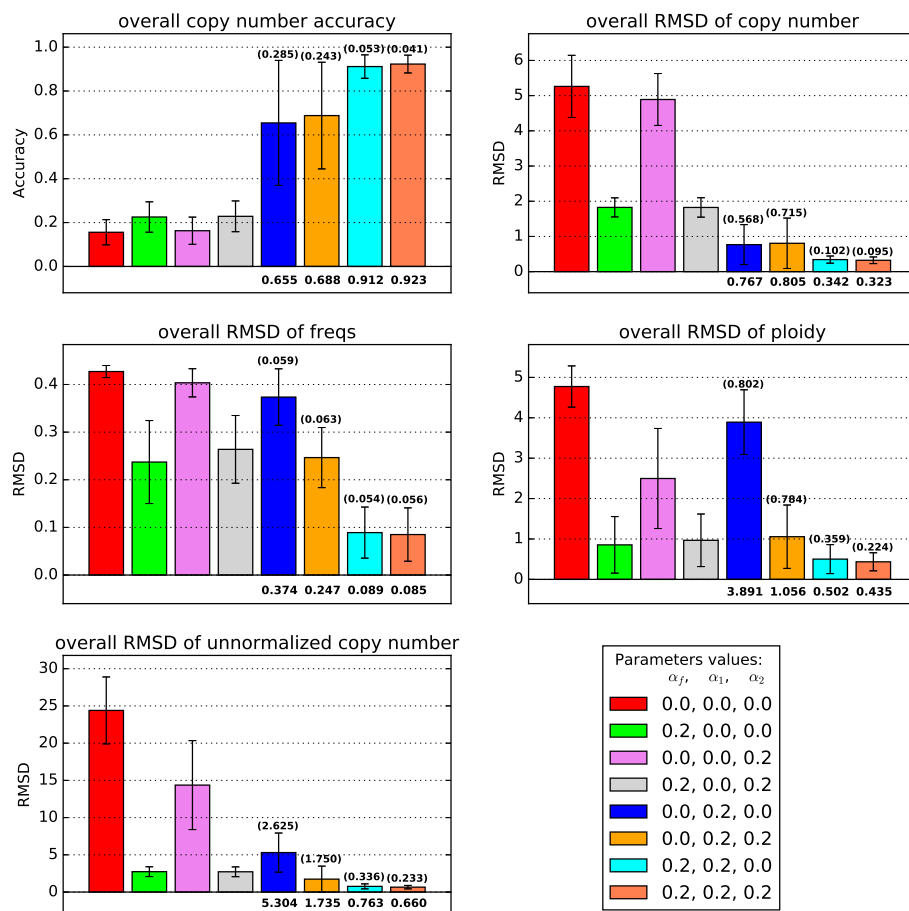 overall copy number accuracy
1.0
0.8
0.6
0.4
0.2
0.0
Accuracy
(0.285)
(0.243)
(0.053)
(0.041)
0.655 0.688 0.912 0.923
overall RMSD of copy number
6
5
4
3
2
1
0
RMSD
(0.568)
(0.715)
(0.102)
(0.095)
0.767 0.805 0.342 0.323
overall RMSD of freqs
0.4
0.3
0.2
0.1
0.0
RMSD
(0.059)
(0.063)
(0.054)
(0.056)
0.374 0.247 0.089 0.085
overall RMSD of ploidy
5
4
3
2
1
0
RMSD
(0.802)
(0.784)
(0.359)
(0.224)
3.891 1.056 0.502 0.435
overall RMSD of unnormalized copy number
30
25
20
15
10
5
0
RMSD
(2.625)
(1.750)
(0.336)
(0.233)
5.304 1.735 0.763 0.660
Parameters values:
α_f, α_1, α_2
0.0, 0.0, 0.0
0.2, 0.0, 0.0
0.0, 0.0, 0.2
0.2, 0.0, 0.2
0.0, 0.2, 0.0
0.0, 0.2, 0.2
0.2, 0.2, 0.0
0.2, 0.2, 0.2